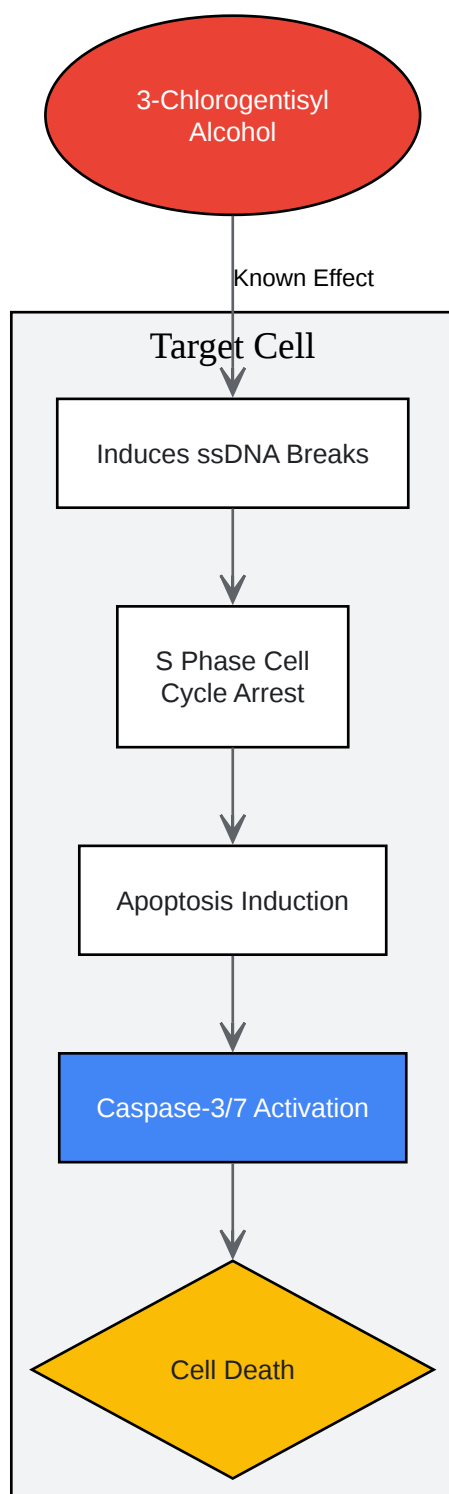 3-Chlorogentisyl
Alcohol
Known Effect
Target Cell
Induces ssDNA Breaks
S Phase Cell
Cycle Arrest
Apoptosis Induction
Caspase-3/7 Activation
Cell Death